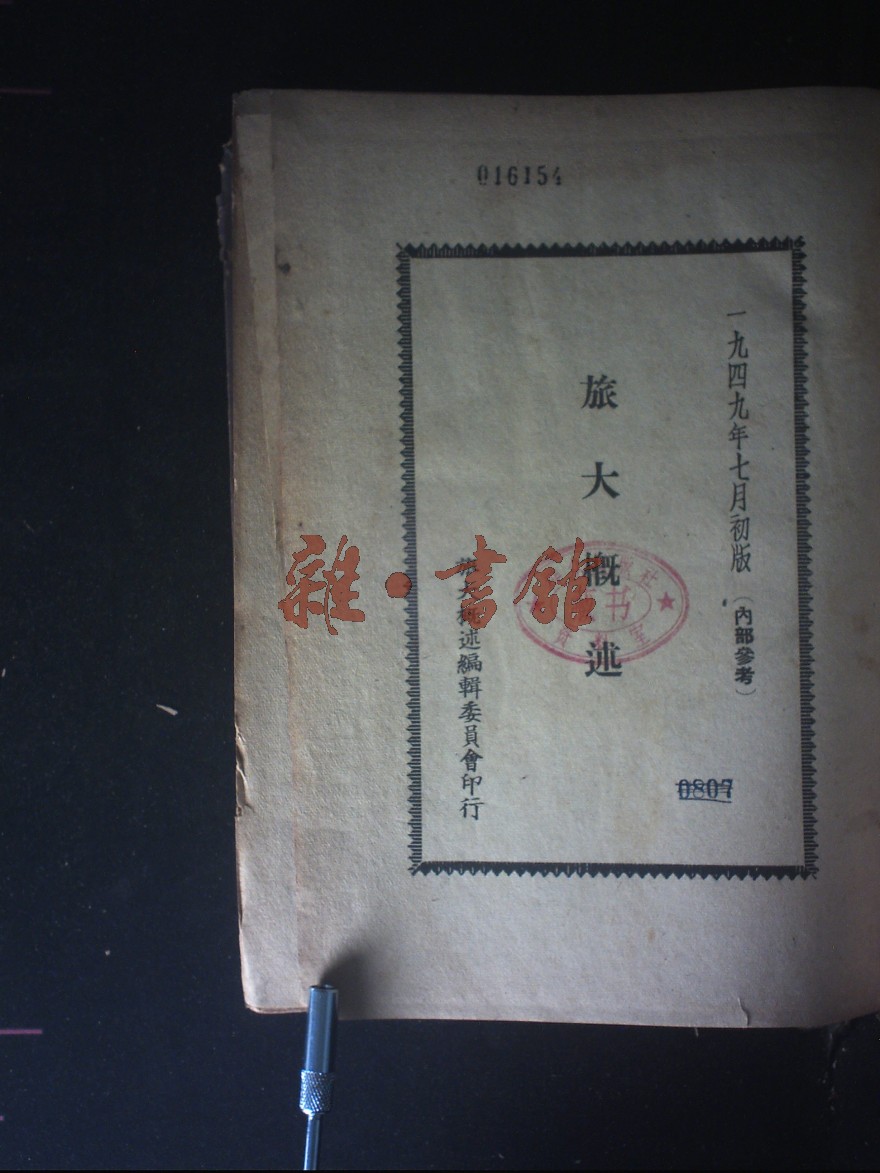 016154
一九四九年七月初版（內部參考）
旅大概述
旅大概述編輯委員會印行
0807
雜·書館
书